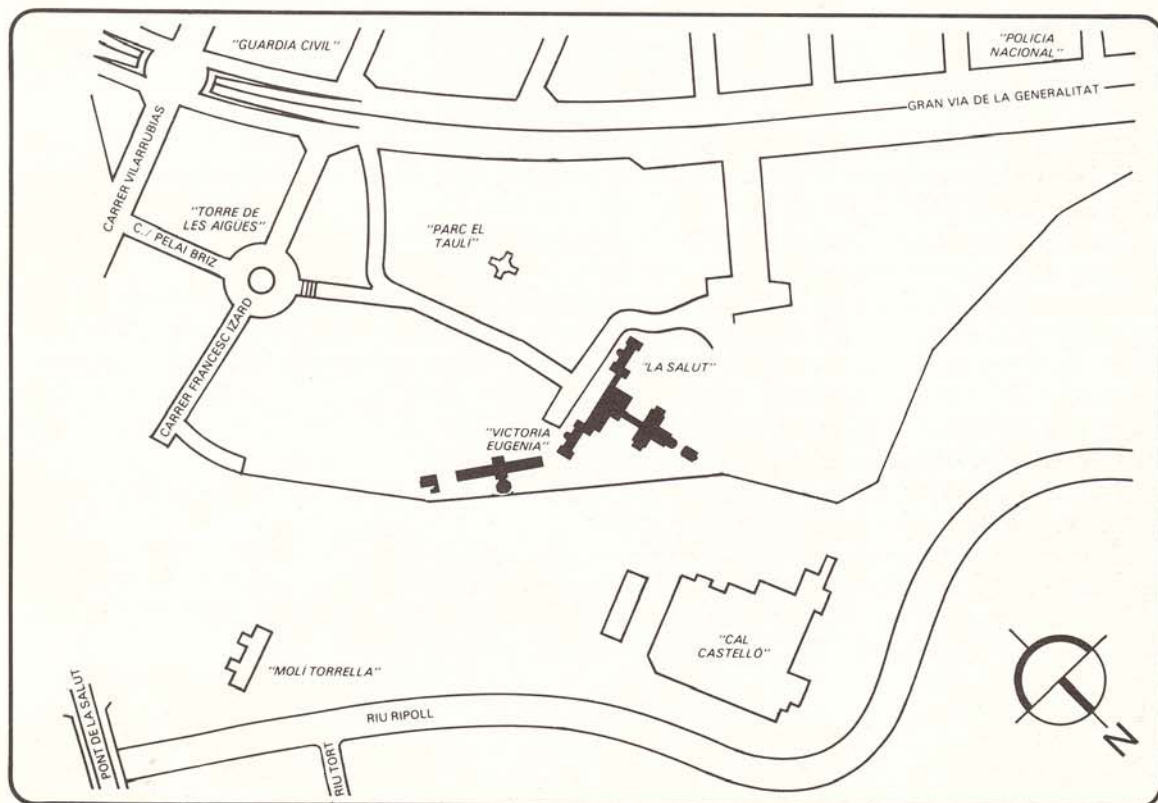 "GUARDIA CIVIL"
"POLICIA
NACIONAL"
GRAN VIA DE LA GENERALITAT
CARRER VILARRUBIAS
"TORRE DE
LES AIGÜES"
C./ PELAI BRIZ
"PARC EL
TAULI"
CARRER FRANCESC IZARD
"LA SALUT"
"VICTORIA
EUGENIA"
"CAL
CASTELLÓ"
"MOLÍ TORRELLA"
PONT DE LA SALUT
RIU RIPOLL
RIU TORT
N